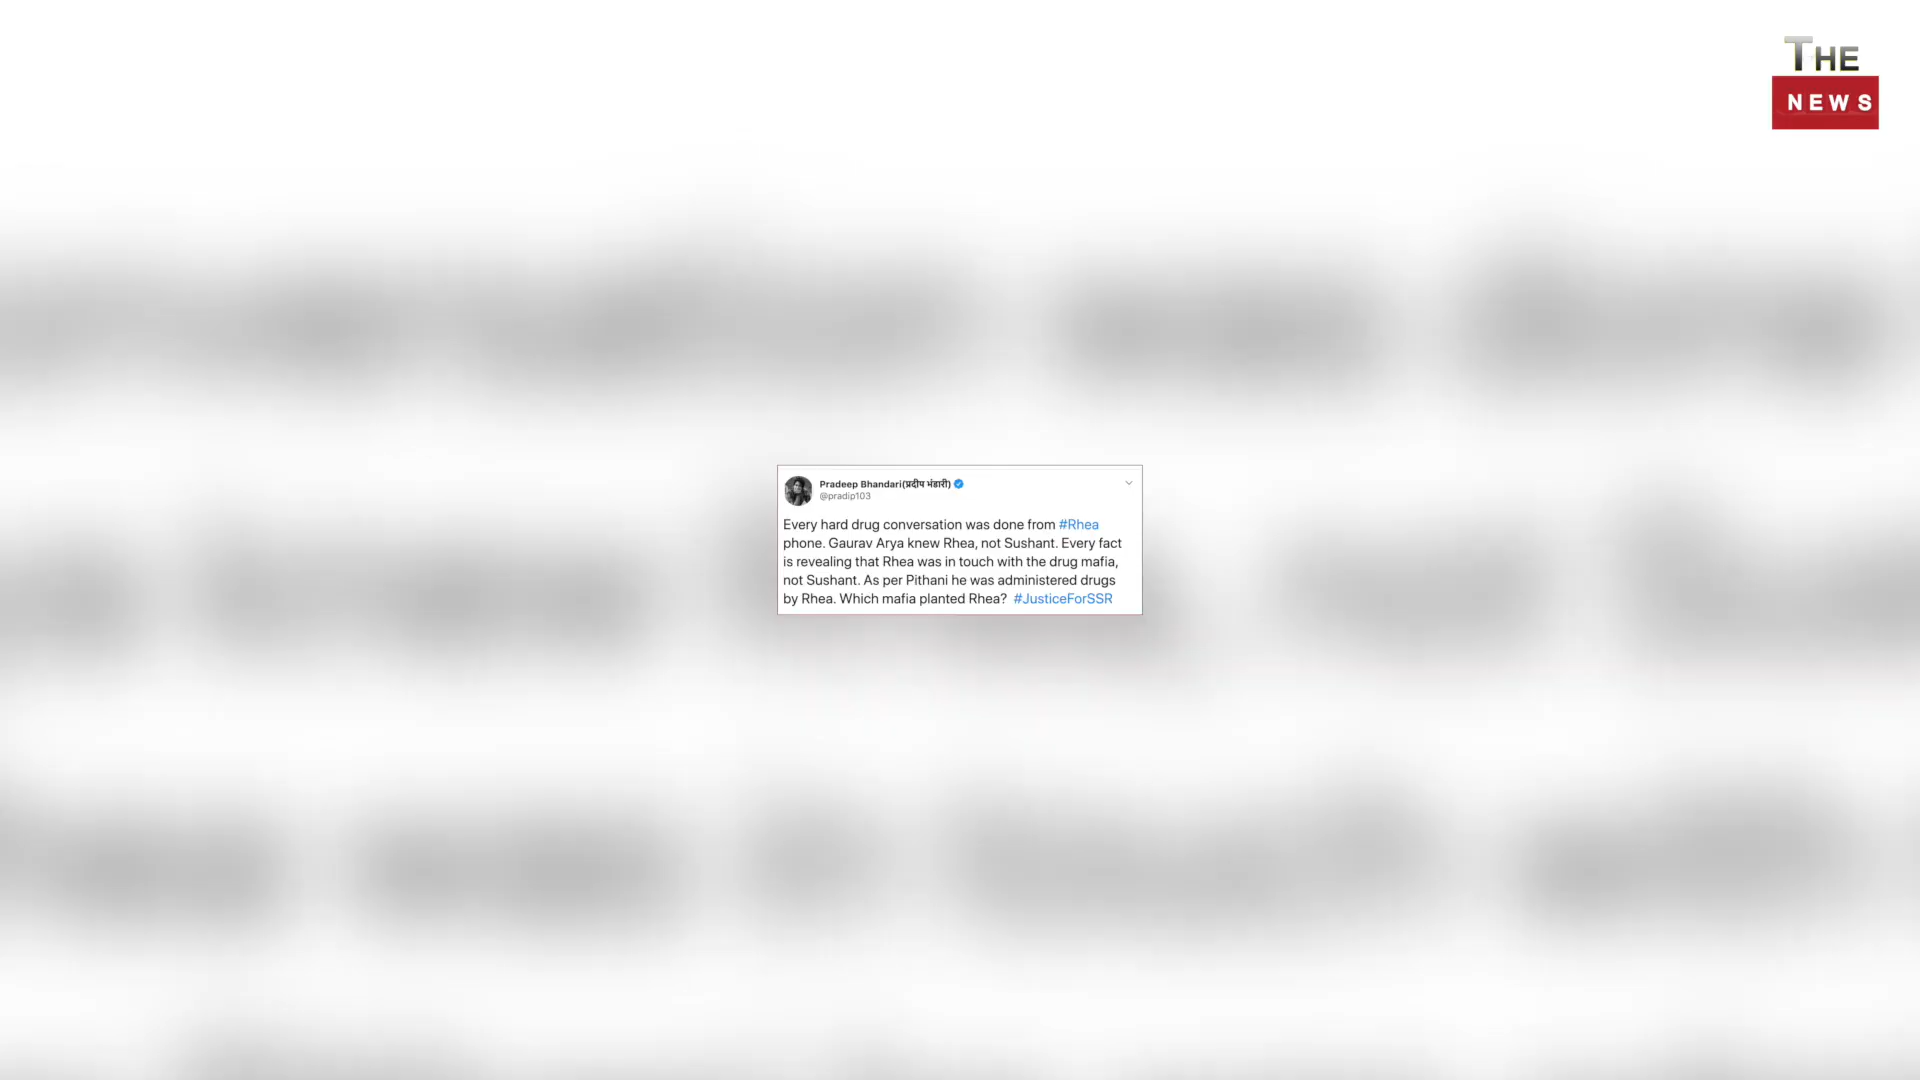 THE
NEWS
Pradeep Bhandari(प्रदीप भंडारी)
@pradip103
Every hard drug conversation was done from #Rhea
phone. Gaurav Arya knew Rhea, not Sushant. Every fact
is revealing that Rhea was in touch with the drug mafia,
not Sushant. As per Pithani he was administered drugs
by Rhea. Which mafia planted Rhea? #JusticeForSSR